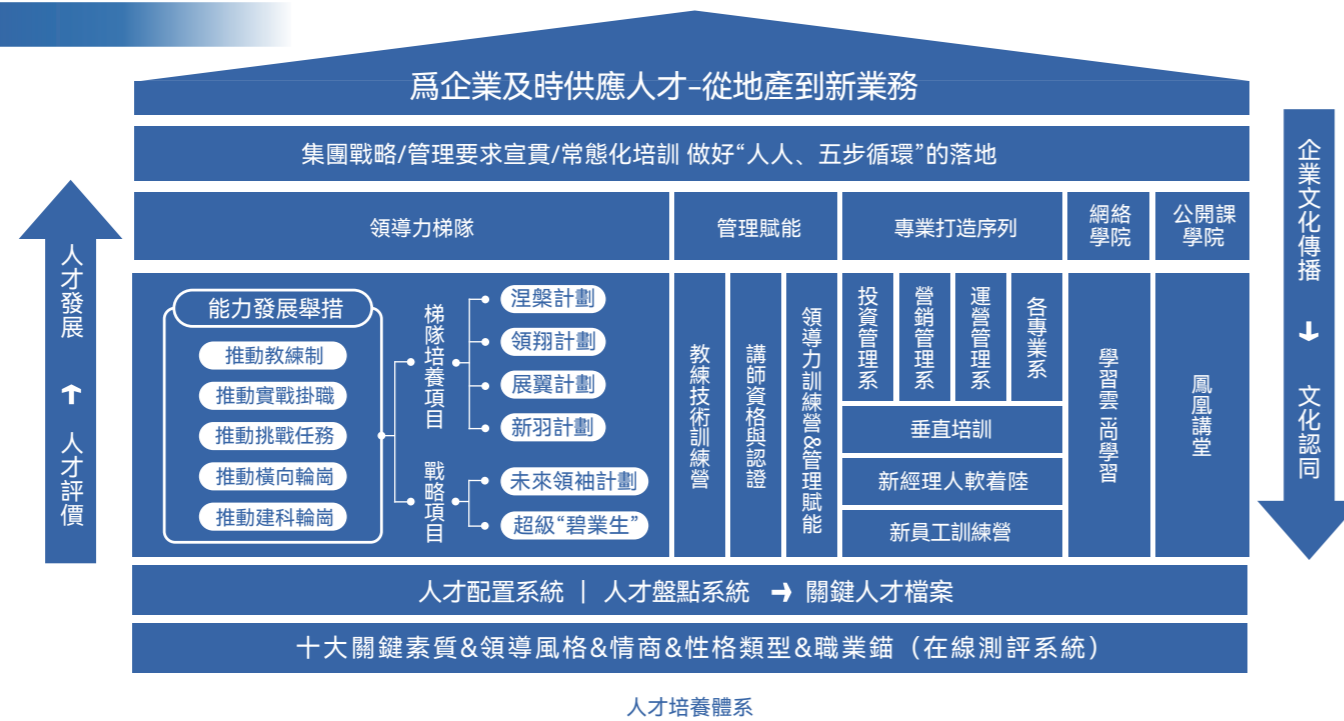 爲企業及時供應人才-從地產到新業務
集團戰略/管理要求宣貫/常態化培訓 做好“人人、五步循環”的落地
人才發展
人才評價
領導力梯隊
管理賦能
專業打造序列
網絡
學院
公開課
學院
能力發展舉措
推動教練制
推動實戰掛職
推動挑戰任務
推動橫向輪崗
推動建科輪崗
梯隊培養項目
涅槃計劃
領翔計劃
展翼計劃
新羽計劃
戰略項目
未來領袖計劃
超級“碧業生”
教練技術訓練營
講師資格與認證
領導力訓練營&管理賦能
投資管理系
營銷管理系
運營管理系
各專業系
垂直培訓
新經理人軟着陸
新員工訓練營
學習雲 i尚學習
鳳凰講堂
企業文化傳播
文化認同
人才配置系統 | 人才盤點系統 ➜ 關鍵人才檔案
十大關鍵素質&領導風格&情商&性格類型&職業錨（在線測評系統）
人才培養體系